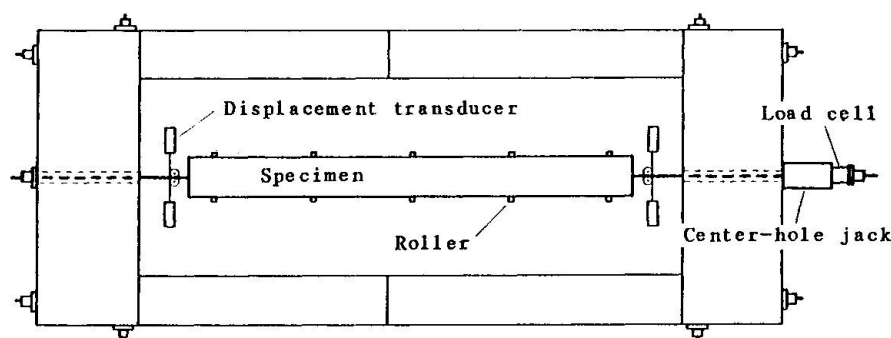 Displacement transducer
Load cell
Specimen
Roller
Center-hole jack